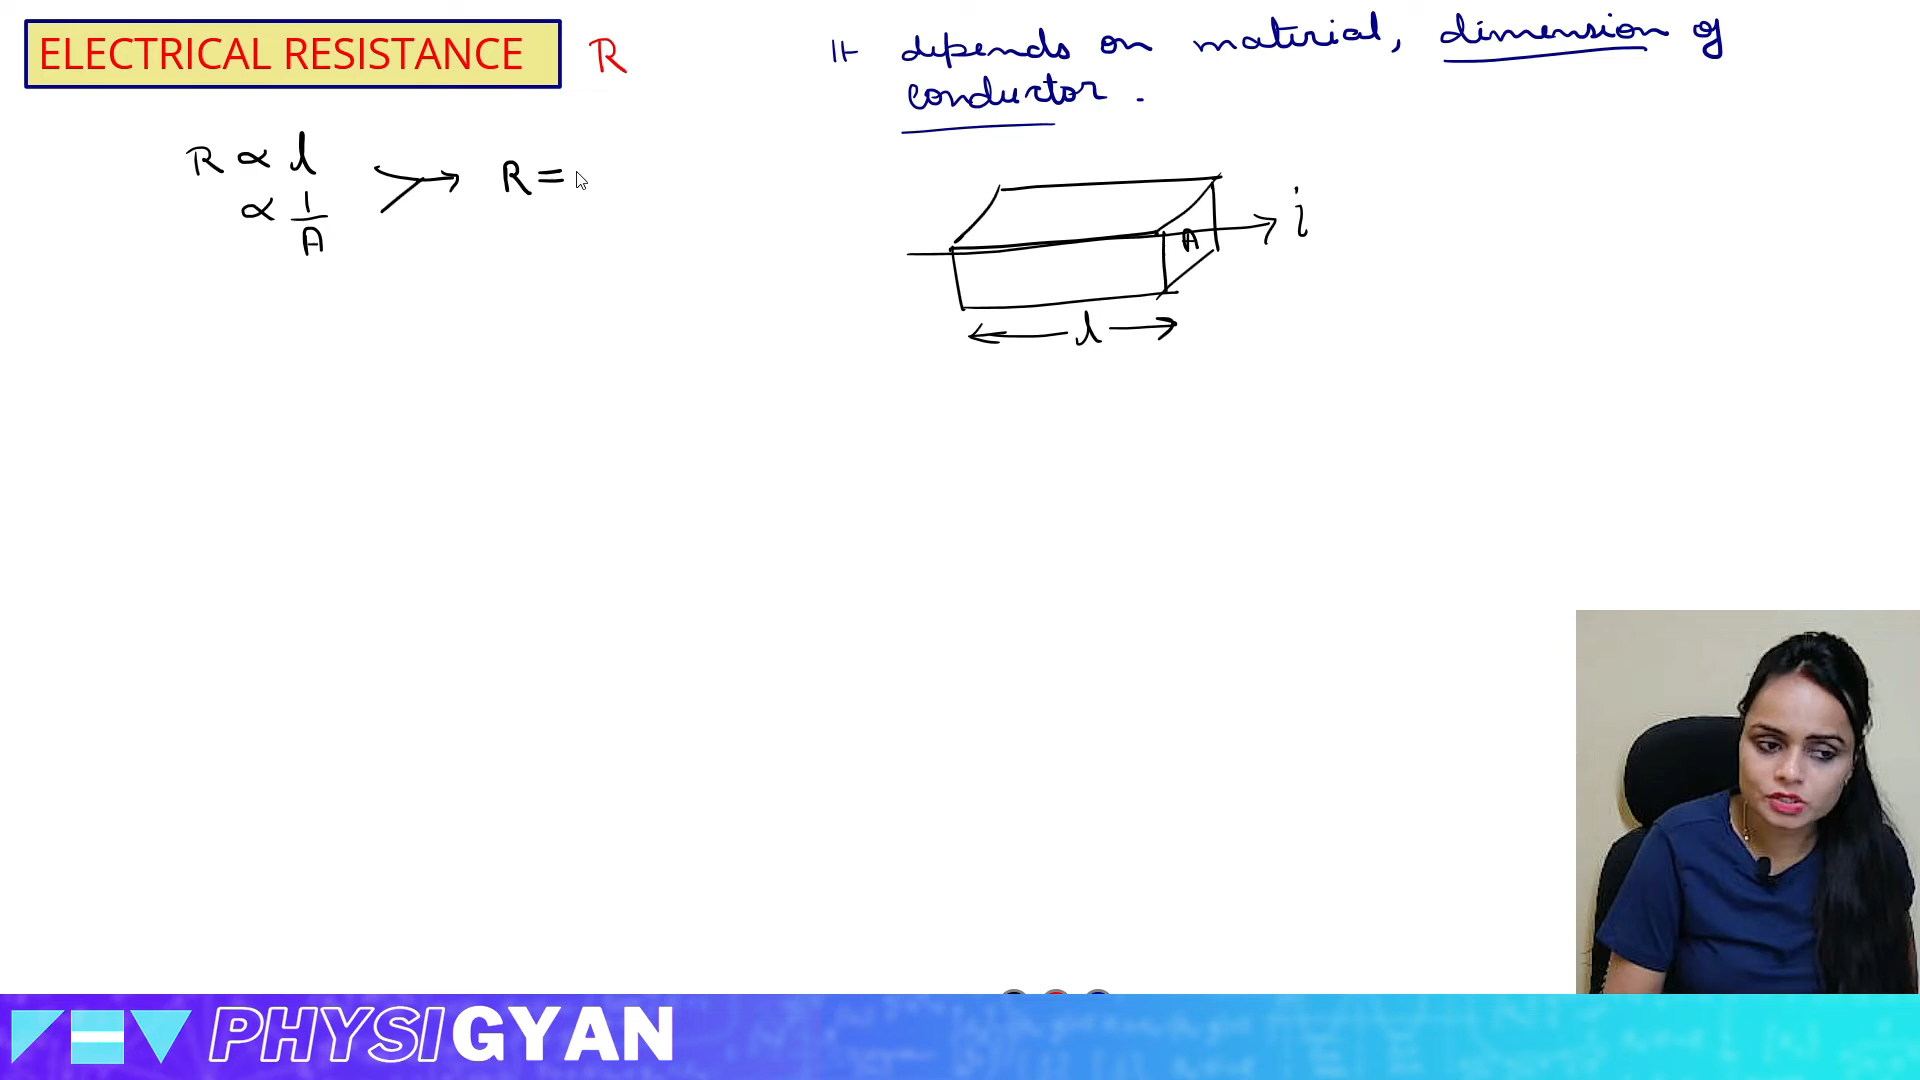 ELECTRICAL RESISTANCE R
It depends on material, dimension of
conductor.
R ∝ l
∝ 1/A
R =
A
i
l
PHYSIGYAN